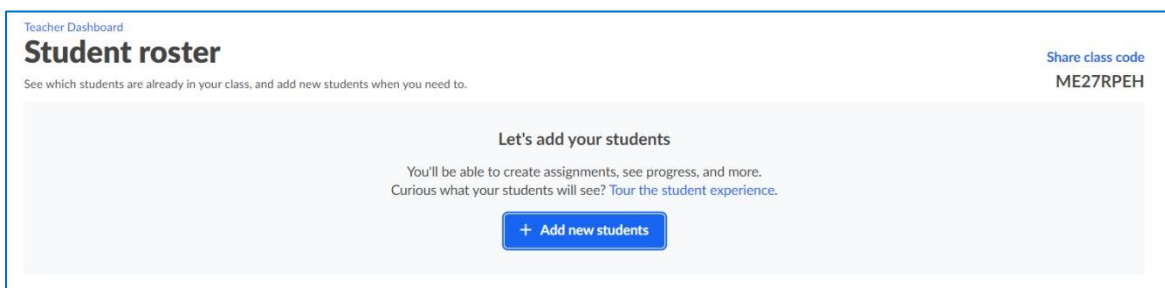 Teacher Dashboard
Student roster
See which students are already in your class, and add new students when you need to.
Share class code
ME27RPEH
Let's add your students
You'll be able to create assignments, see progress, and more.
Curious what your students will see? Tour the student experience.
+ Add new students